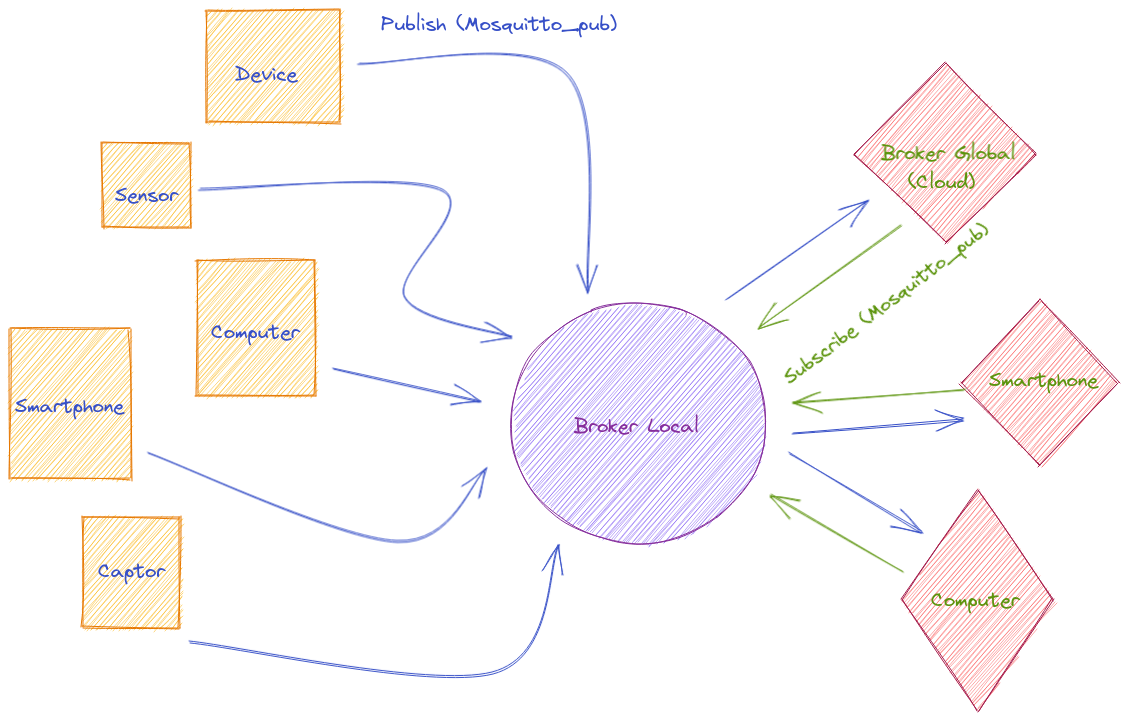 Publish (Mosquitto_pub)
Device
Sensor
Computer
Smartphone
Captor
Broker Local
Broker Global
(Cloud)
Subscribe (Mosquitto_pub)
Smartphone
Computer